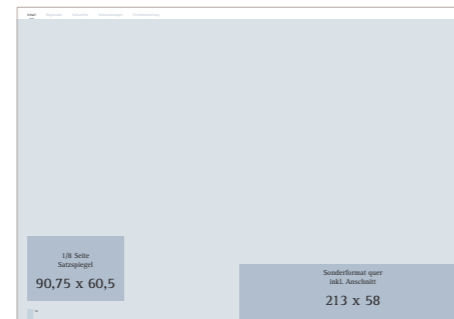 1/8 Seite
Satzspiegel
90,75 x 60,5
Sonderformat quer
inkl. Anschnitt
213 x 58